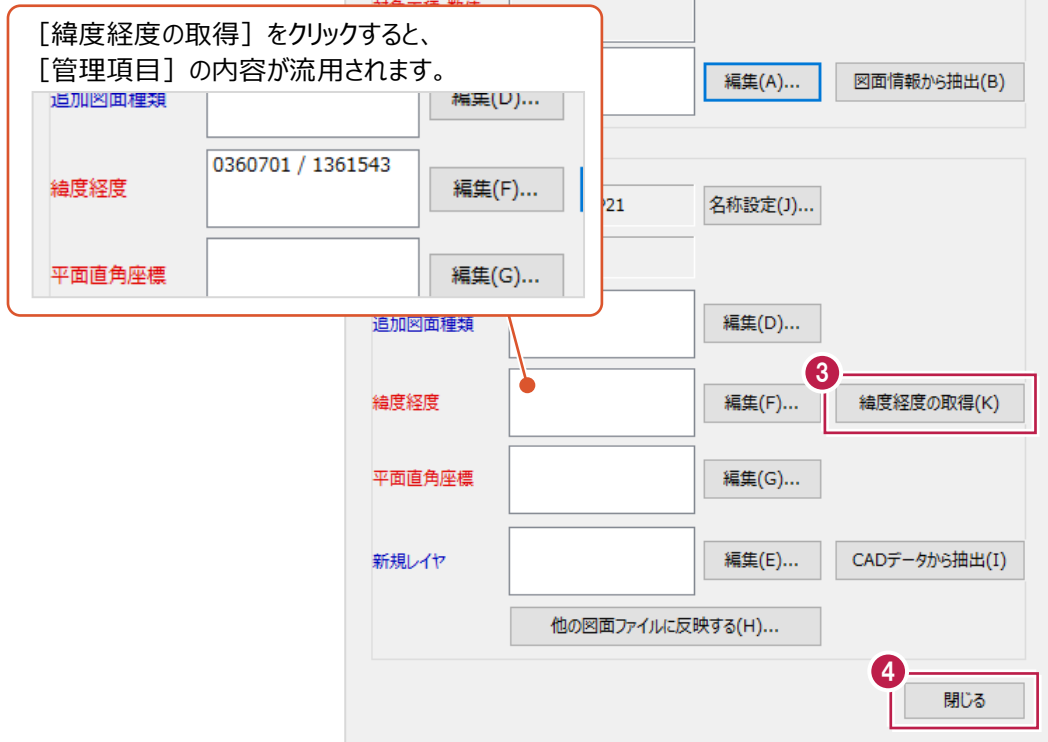 ［緯度経度の取得］をクリックすると、
［管理項目］の内容が流用されます。
追加図面種類
編集(D)...
緯度経度
0360701 / 1361543
編集(F)...
平面直角座標
編集(G)...
編集(A)...
図面情報から抽出(B)
P21
名称設定(J)...
追加図面種類
編集(D)...
3
緯度経度
編集(F)...
緯度経度の取得(K)
平面直角座標
編集(G)...
新規レイヤ
編集(E)...
CADデータから抽出(I)
他の図面ファイルに反映する(H)...
4
閉じる